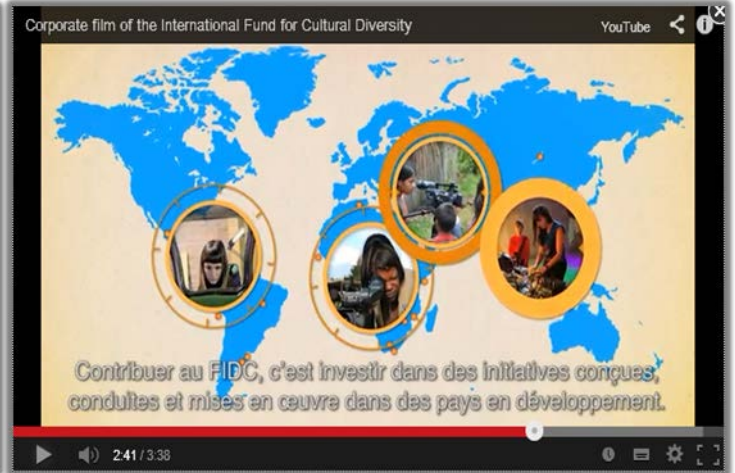 Corporate film of the International Fund for Cultural Diversity
YouTube
Contribuer au FIDC, c'est investir dans des initiatives conçues,
conduites et mises en œuvre dans des pays en développement.
2:41 / 3:38